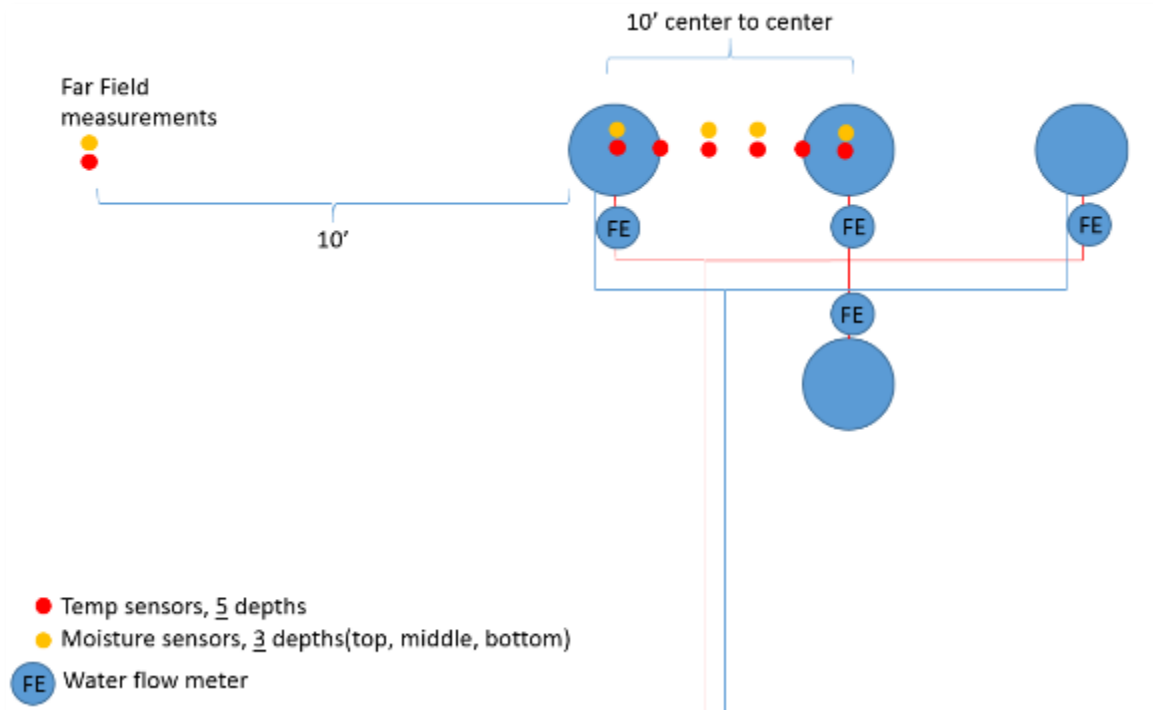 10’ center to center
Far Field
measurements
10’
FE
FE
FE
FE
Temp sensors, 5 depths
Moisture sensors, 3 depths(top, middle, bottom)
FE
Water flow meter